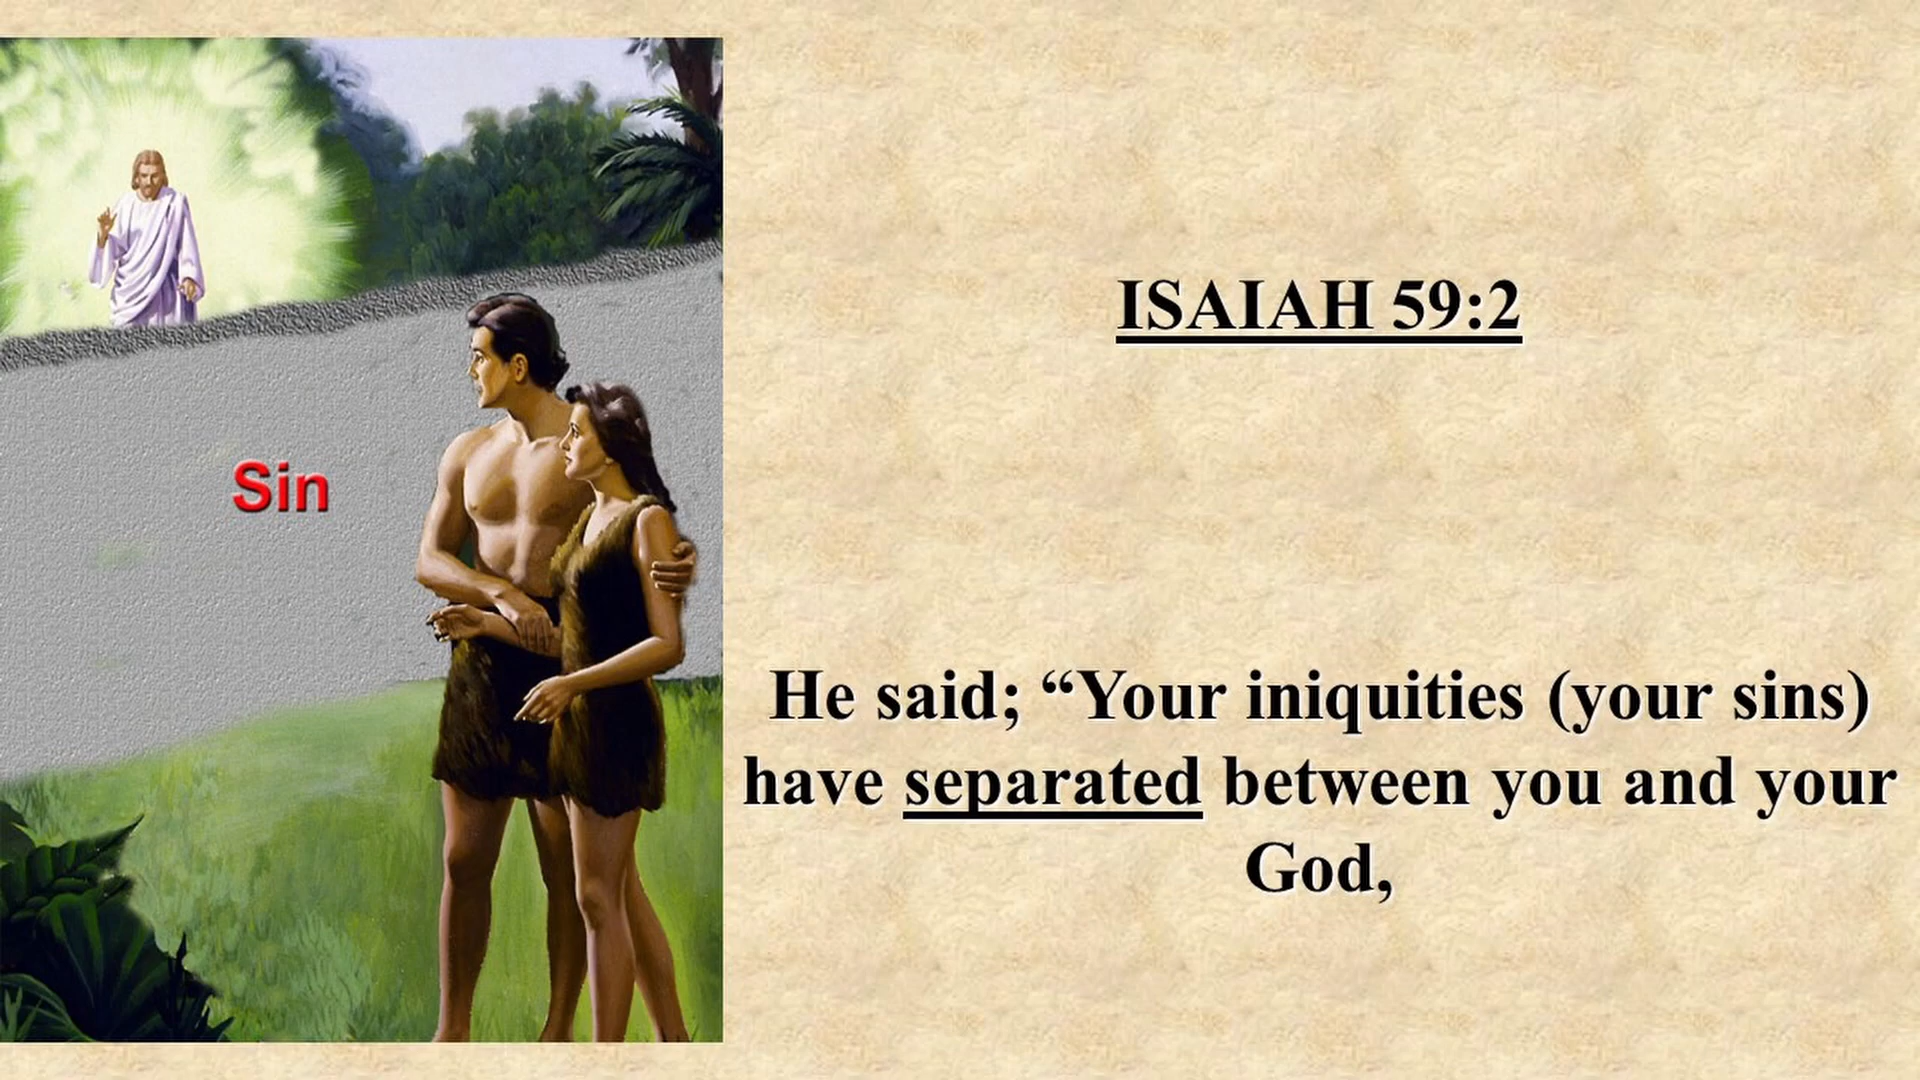 Sin
ISAIAH 59:2
He said; “Your iniquities (your sins)
have separated between you and your
God,